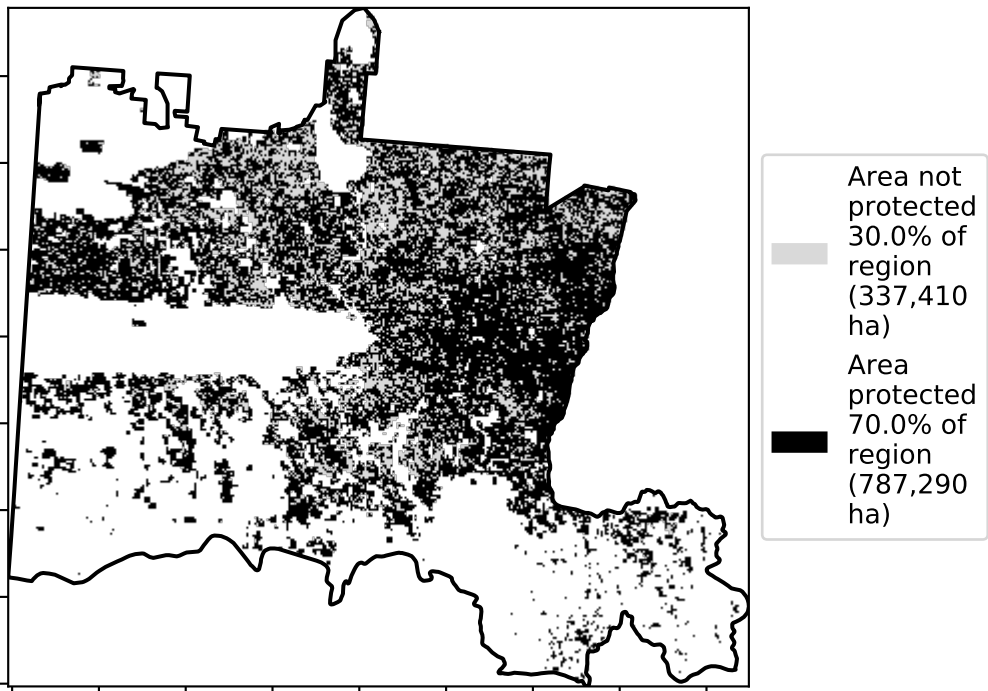 Area not
protected
30.0% of
region
(337,410
ha)
Area
protected
70.0% of
region
(787,290
ha)